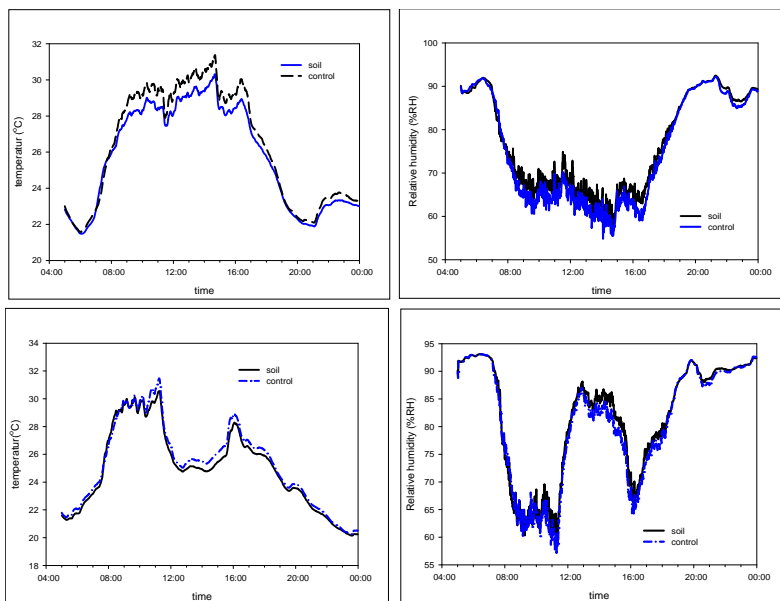 32
30
28
26
24
22
20
temperatur (°C)
soil
control
04:00 08:00 12:00 16:00 20:00 00:00
time
100
90
80
70
60
50
Relative humidity (%RH)
soil
control
04:00 08:00 12:00 16:00 20:00 00:00
time
34
32
30
28
26
24
22
20
18
temperatur(°C)
soil
control
04:00 08:00 12:00 16:00 20:00 00:00
time
95
90
85
80
75
70
65
60
55
Relative humidity (%RH)
soil
control
04:00 08:00 12:00 16:00 20:00 00:00
time